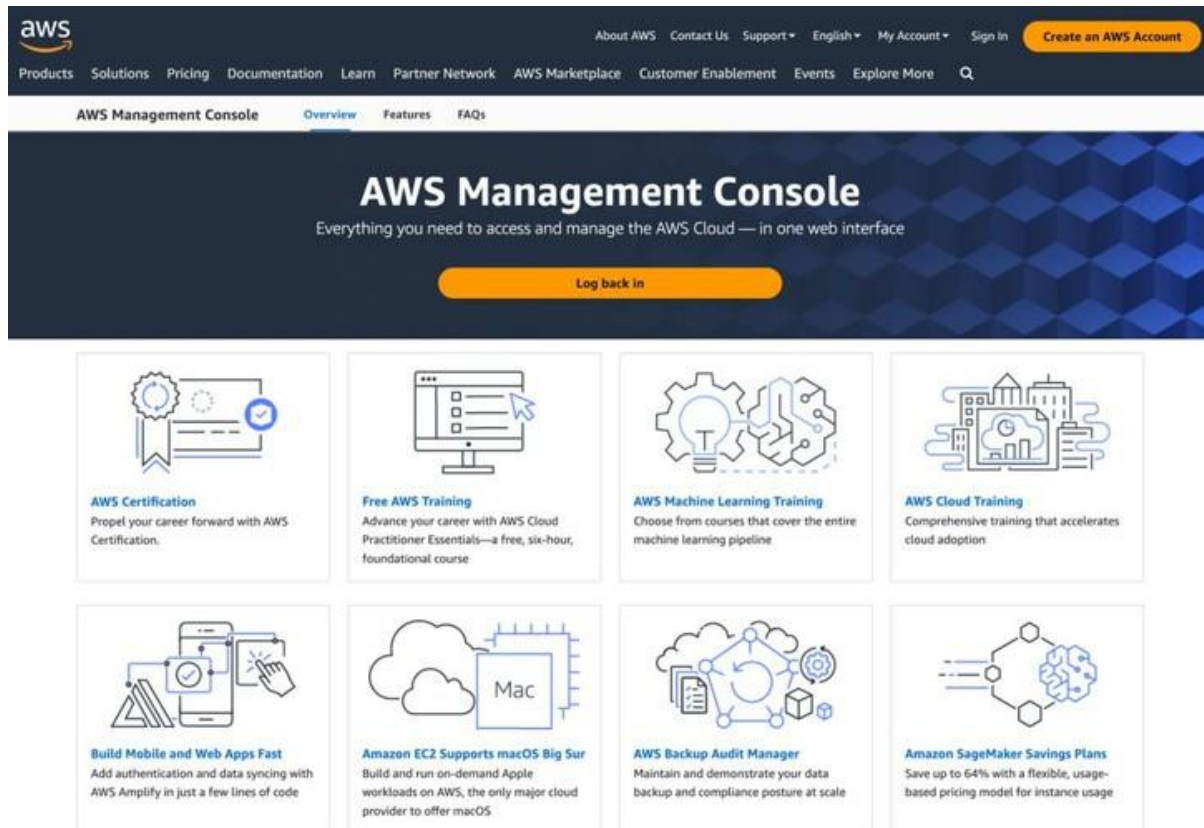 aws
About AWS Contact Us Support English My Account Sign In Create an AWS Account
Products Solutions Pricing Documentation Learn Partner Network AWS Marketplace Customer Enablement Events Explore More
AWS Management Console Overview Features FAQs
AWS Management Console
Everything you need to access and manage the AWS Cloud — in one web interface
Log back in
AWS Certification
Propel your career forward with AWS
Certification.
Free AWS Training
Advance your career with AWS Cloud
Practitioner Essentials—a free, six-hour,
foundational course
AWS Machine Learning Training
Choose from courses that cover the entire
machine learning pipeline
AWS Cloud Training
Comprehensive training that accelerates
cloud adoption
Build Mobile and Web Apps Fast
Add authentication and data syncing with
AWS Amplify in just a few lines of code
Mac
Amazon EC2 Supports macOS Big Sur
Build and run on-demand Apple
workloads on AWS, the only major cloud
provider to offer macOS
AWS Backup Audit Manager
Maintain and demonstrate your data
backup and compliance posture at scale
Amazon SageMaker Savings Plans
Save up to 64% with a flexible, usage-
based pricing model for instance usage